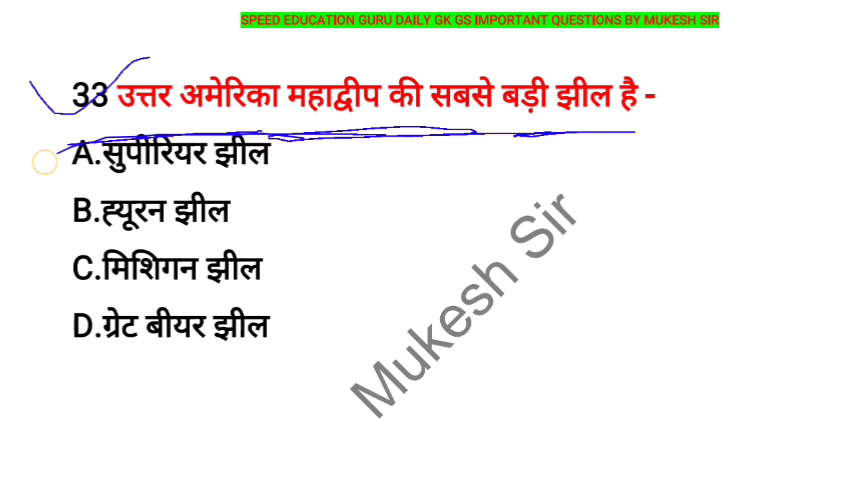 SPEED EDUCATION GURU DAILY GK GS IMPORTANT QUESTIONS BY MUKESH SIR
33 उत्तर अमेरिका महाद्वीप की सबसे बड़ी झील है -
A.सुपीरियर झील
B.ह्यूरन झील
C.मिशिगन झील
D.ग्रेट बीयर झील
Mukesh Sir